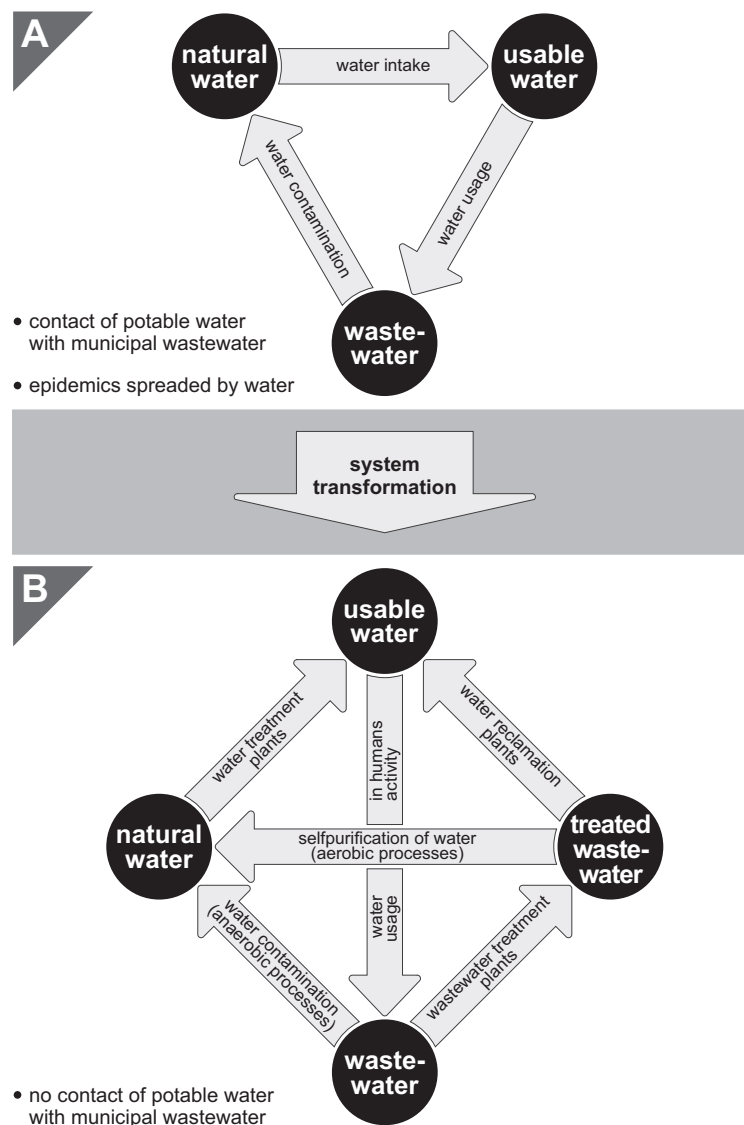 A
natural
water
water intake
usable
water
water contamination
water usage
waste-
water
• contact of potable water
with municipal wastewater
• epidemics spreaded by water
system
transformation
B
usable
water
water treatment
plants
in humans
activity
water reclamation
plants
natural
water
selfpurification of water
(aerobic processes)
treated
waste-
water
water contamination
(anaerobic processes)
water
usage
wastewater treatment
plants
waste-
water
• no contact of potable water
with municipal wastewater